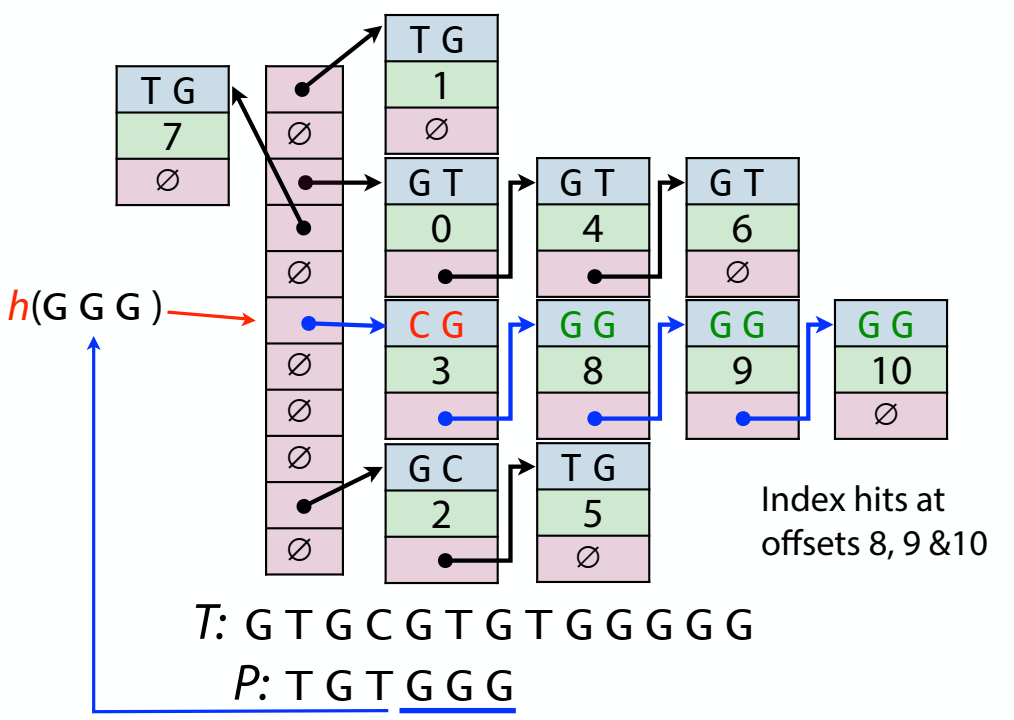 T G
1
∅
T G
7
∅
∅
G T
0
G T
4
G T
6
∅
∅
h(G G G )
C G
3
G G
8
G G
9
G G
10
∅
∅
∅
∅
G C
2
T G
5
∅
∅
Index hits at
offsets 8, 9 &10
T: G T G C G T G T G G G G G
P: T G T G G G